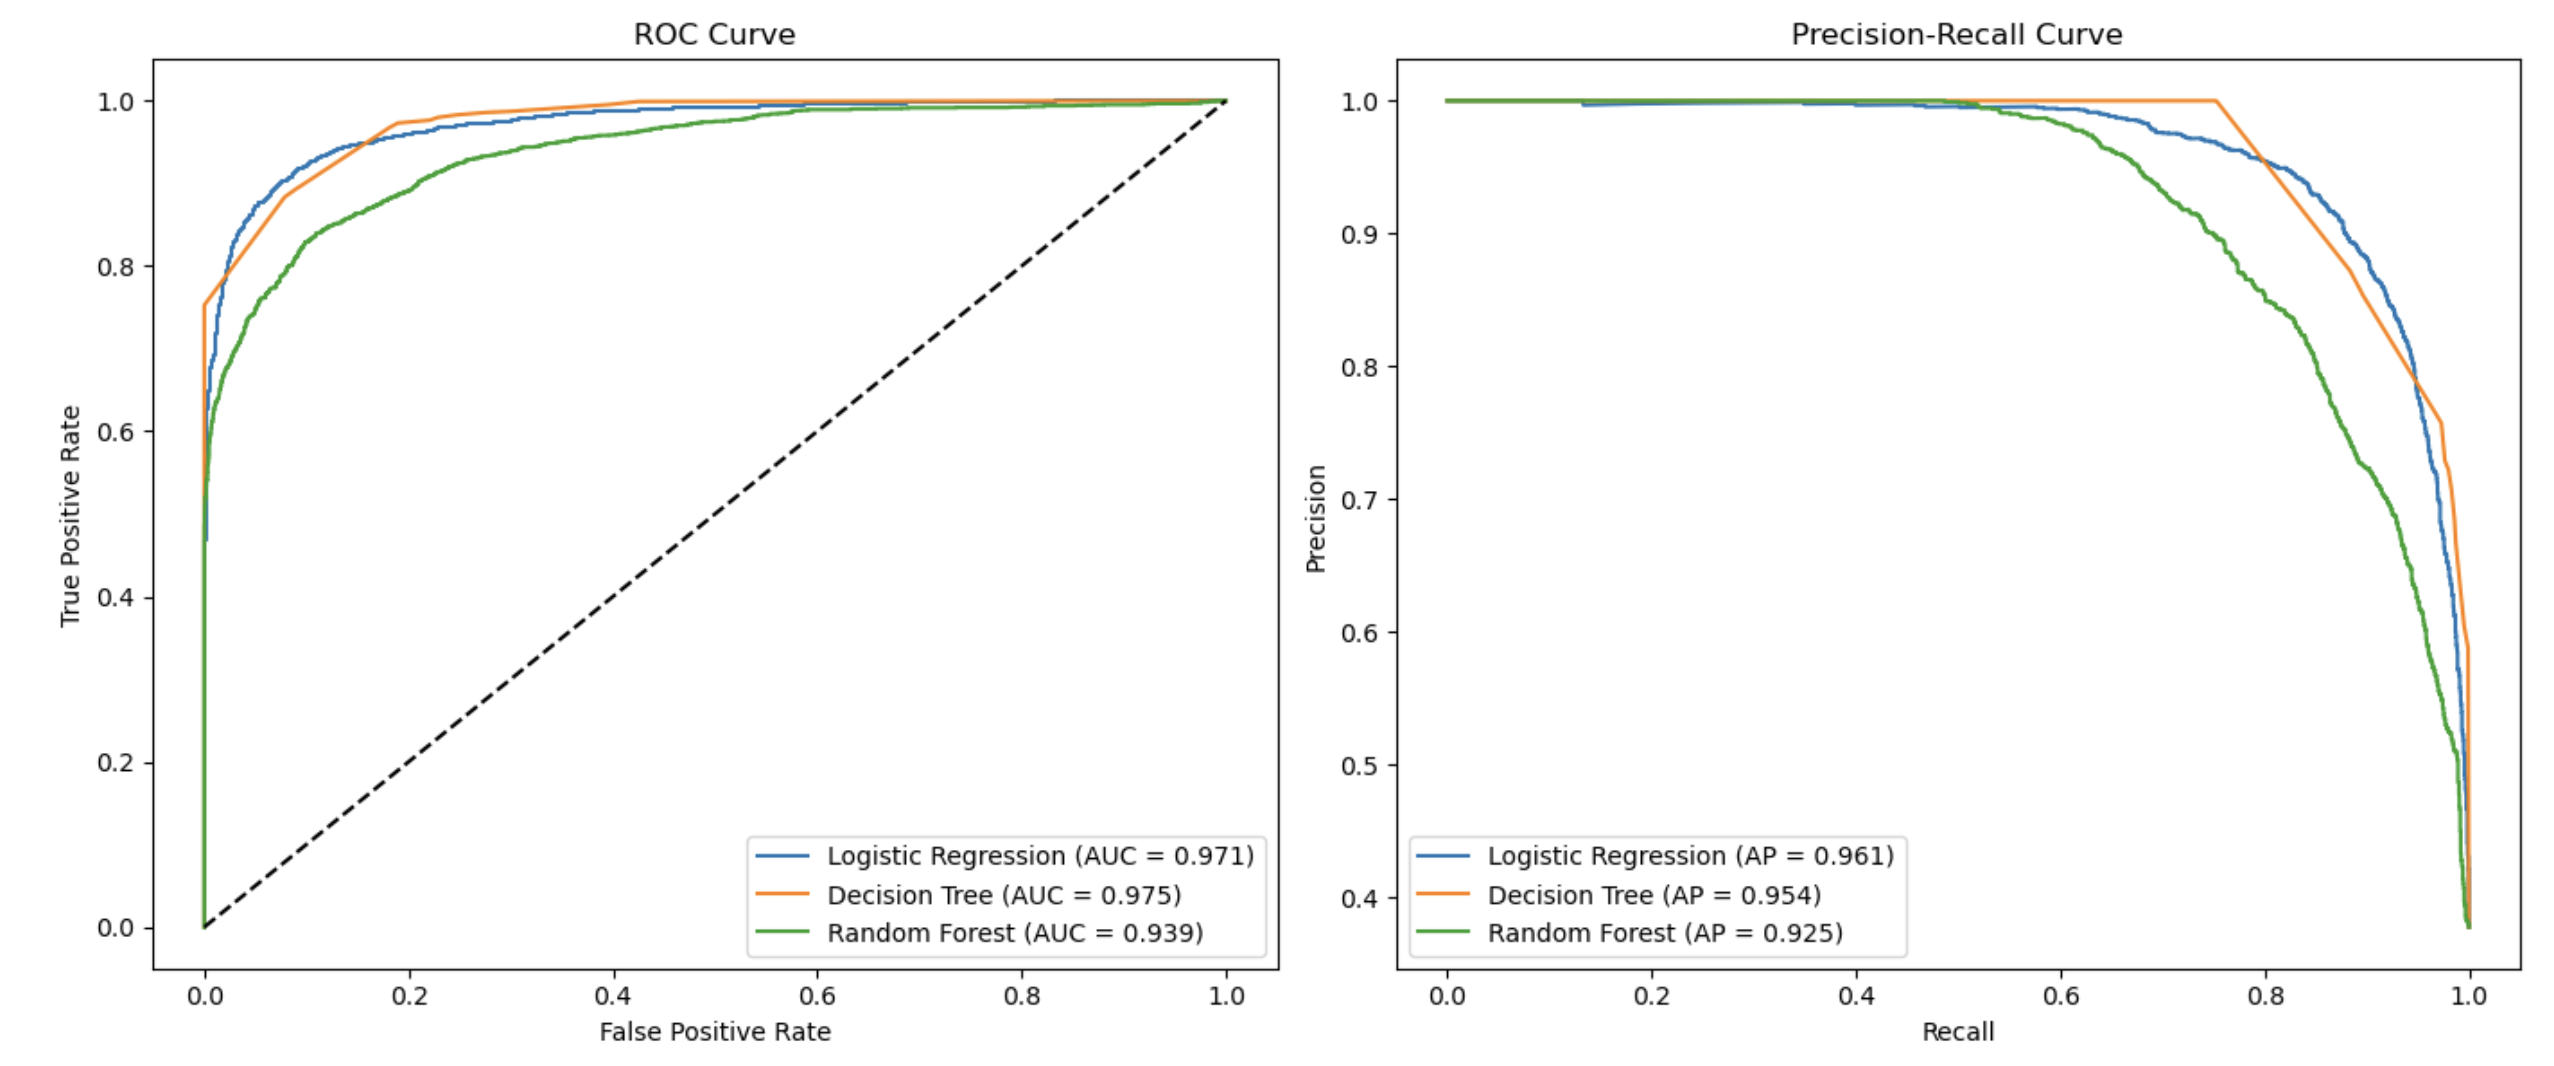 ROC Curve
True Positive Rate
1.0
0.8
0.6
0.4
0.2
0.0
Logistic Regression (AUC = 0.971)
Decision Tree (AUC = 0.975)
Random Forest (AUC = 0.939)
0.0 0.2 0.4 0.6 0.8 1.0
False Positive Rate
Precision-Recall Curve
Precision
1.0
0.9
0.8
0.7
0.6
0.5
0.4
Logistic Regression (AP = 0.961)
Decision Tree (AP = 0.954)
Random Forest (AP = 0.925)
0.0 0.2 0.4 0.6 0.8 1.0
Recall